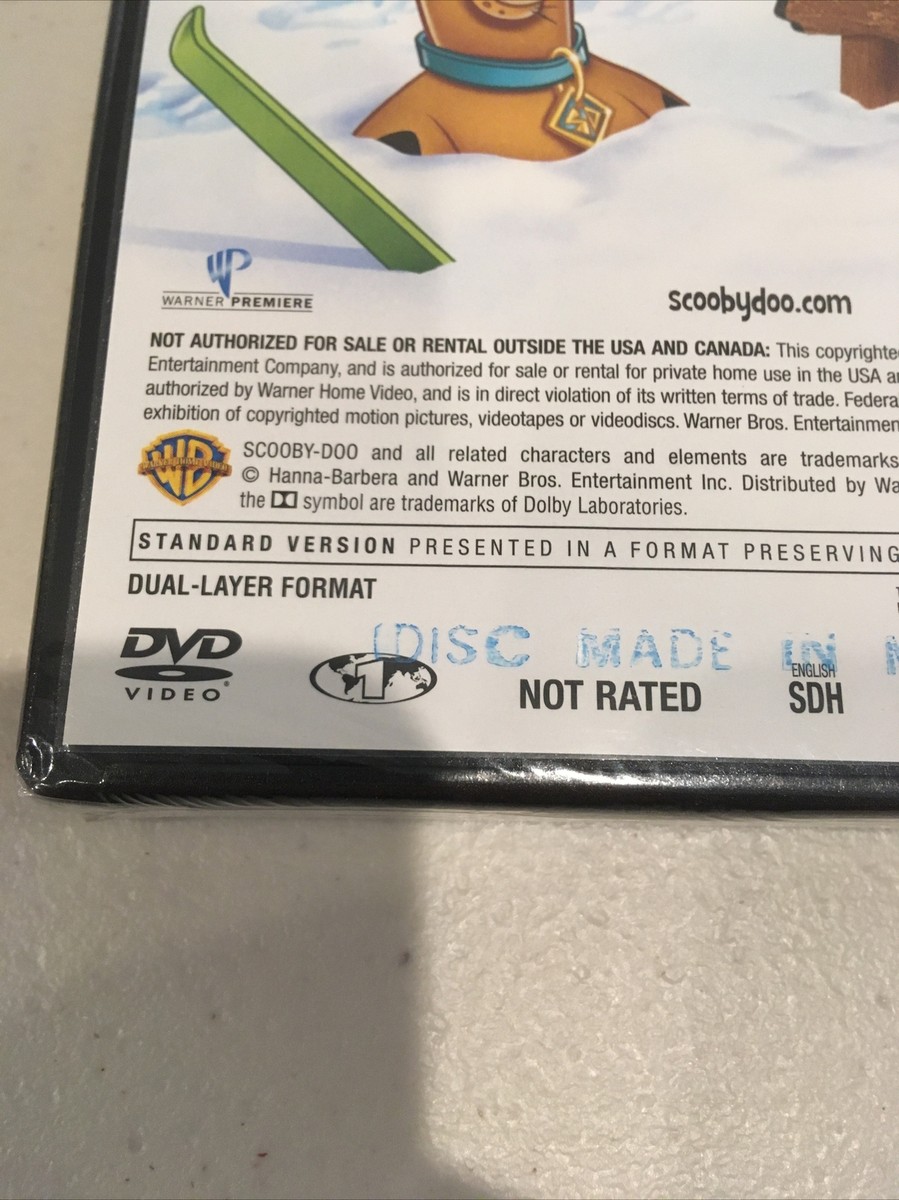 WARNER PREMIERE
scoobydoo.com
NOT AUTHORIZED FOR SALE OR RENTAL OUTSIDE THE USA AND CANADA: This copyrighte
Entertainment Company, and is authorized for sale or rental for private home use in the USA a
authorized by Warner Home Video, and is in direct violation of its written terms of trade. Federa
exhibition of copyrighted motion pictures, videotapes or videodiscs. Warner Bros. Entertainmen
WB
SCOOBY-DOO and all related characters and elements are trademarks
© Hanna-Barbera and Warner Bros. Entertainment Inc. Distributed by Wa
the symbol are trademarks of Dolby Laboratories.
STANDARD VERSION PRESENTED IN A FORMAT PRESERVING
DUAL-LAYER FORMAT
DISC MADE IN
DVD
VIDEO®
1
NOT RATED
ENGLISH
SDH